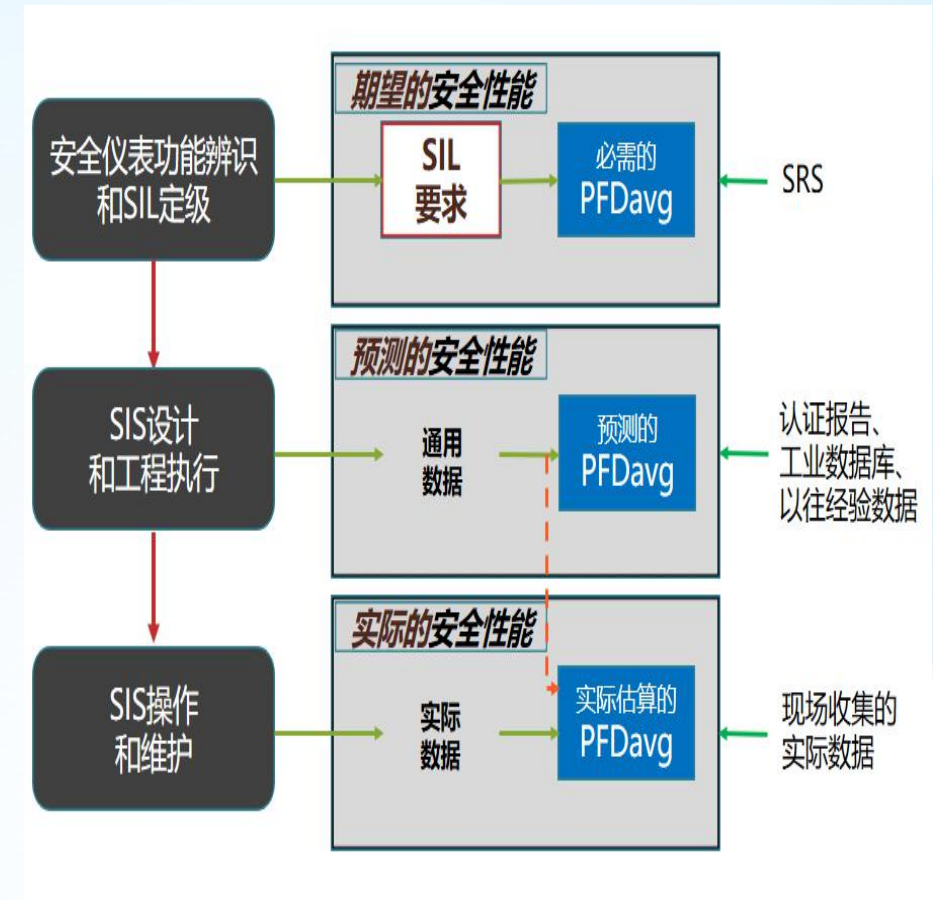 期望的安全性能
安全仪表功能辨识
和SIL定级
SIL
要求
必需的
PFDavg
SRS
预测的安全性能
SIS设计
和工程执行
通用
数据
预测的
PFDavg
认证报告、
工业数据库、
以往经验数据
实际的安全性能
SIS操作
和维护
实际
数据
实际估算的
PFDavg
现场收集的
实际数据